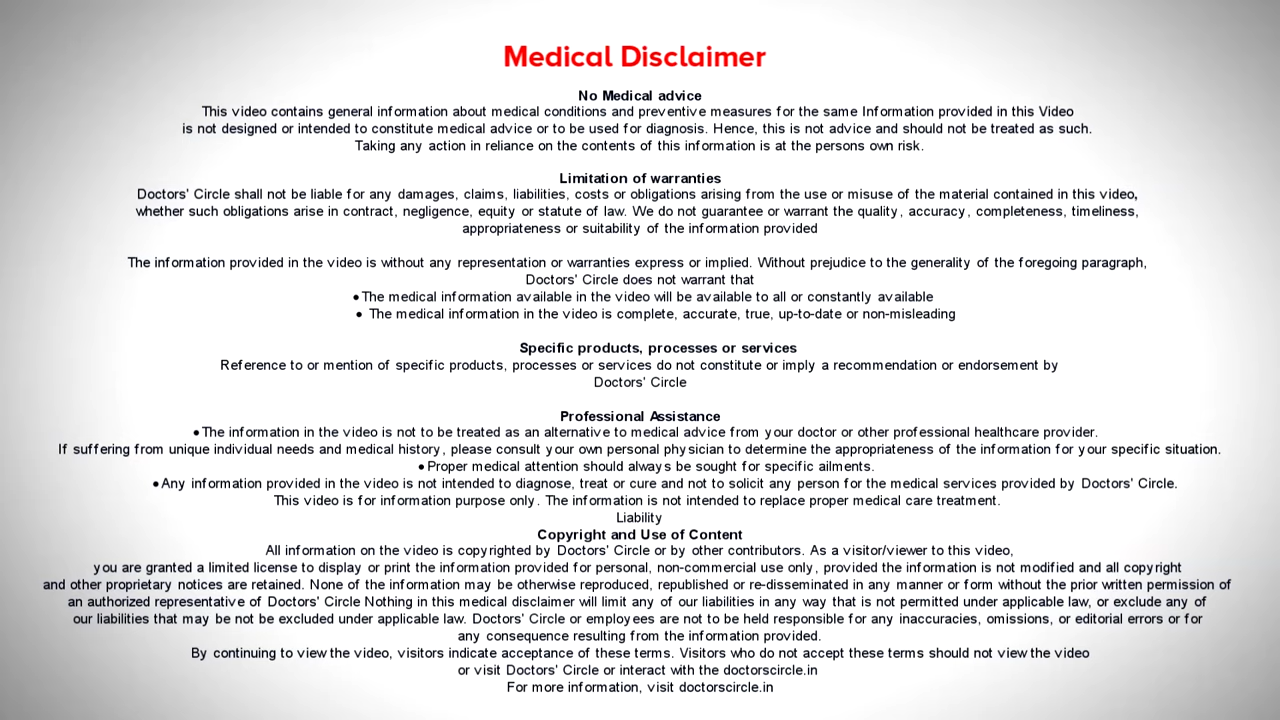 Medical Disclaimer
No Medical advice
This video contains general information about medical conditions and preventive measures for the same Information provided in this Video
is not designed or intended to constitute medical advice or to be used for diagnosis. Hence, this is not advice and should not be treated as such.
Taking any action in reliance on the contents of this information is at the persons own risk.
Limitation of warranties
Doctors' Circle shall not be liable for any damages, claims, liabilities, costs or obligations arising from the use or misuse of the material contained in this video,
whether such obligations arise in contract, negligence, equity or statute of law. We do not guarantee or warrant the quality, accuracy, completeness, timeliness,
appropriateness or suitability of the information provided
The information provided in the video is without any representation or warranties express or implied. Without prejudice to the generality of the foregoing paragraph,
Doctors' Circle does not warrant that
•The medical information available in the video will be available to all or constantly available
• The medical information in the video is complete, accurate, true, up-to-date or non-misleading
Specific products, processes or services
Reference to or mention of specific products, processes or services do not constitute or imply a recommendation or endorsement by
Doctors' Circle
Professional Assistance
•The information in the video is not to be treated as an alternative to medical advice from your doctor or other professional healthcare provider.
If suffering from unique individual needs and medical history, please consult your own personal physician to determine the appropriateness of the information for your specific situation.
•Proper medical attention should always be sought for specific ailments.
•Any information provided in the video is not intended to diagnose, treat or cure and not to solicit any person for the medical services provided by Doctors' Circle.
This video is for information purpose only. The information is not intended to replace proper medical care treatment.
Liability
Copyright and Use of Content
All information on the video is copyrighted by Doctors' Circle or by other contributors. As a visitor/viewer to this video,
you are granted a limited license to display or print the information provided for personal, non-commercial use only, provided the information is not modified and all copyright
and other proprietary notices are retained. None of the information may be otherwise reproduced, republished or re-disseminated in any manner or form without the prior written permission of
an authorized representative of Doctors' Circle Nothing in this medical disclaimer will limit any of our liabilities in any way that is not permitted under applicable law, or exclude any of
our liabilities that may be not be excluded under applicable law. Doctors' Circle or employees are not to be held responsible for any inaccuracies, omissions, or editorial errors or for
any consequence resulting from the information provided.
By continuing to view the video, visitors indicate acceptance of these terms. Visitors who do not accept these terms should not view the video
or visit Doctors' Circle or interact with the doctorscircle.in
For more information, visit doctorscircle.in